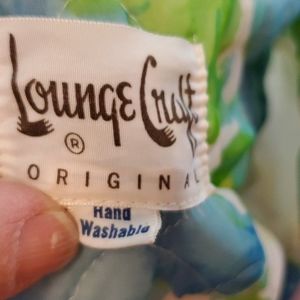 Lounge Craft
®
ORIGINAL
Hand
Washable